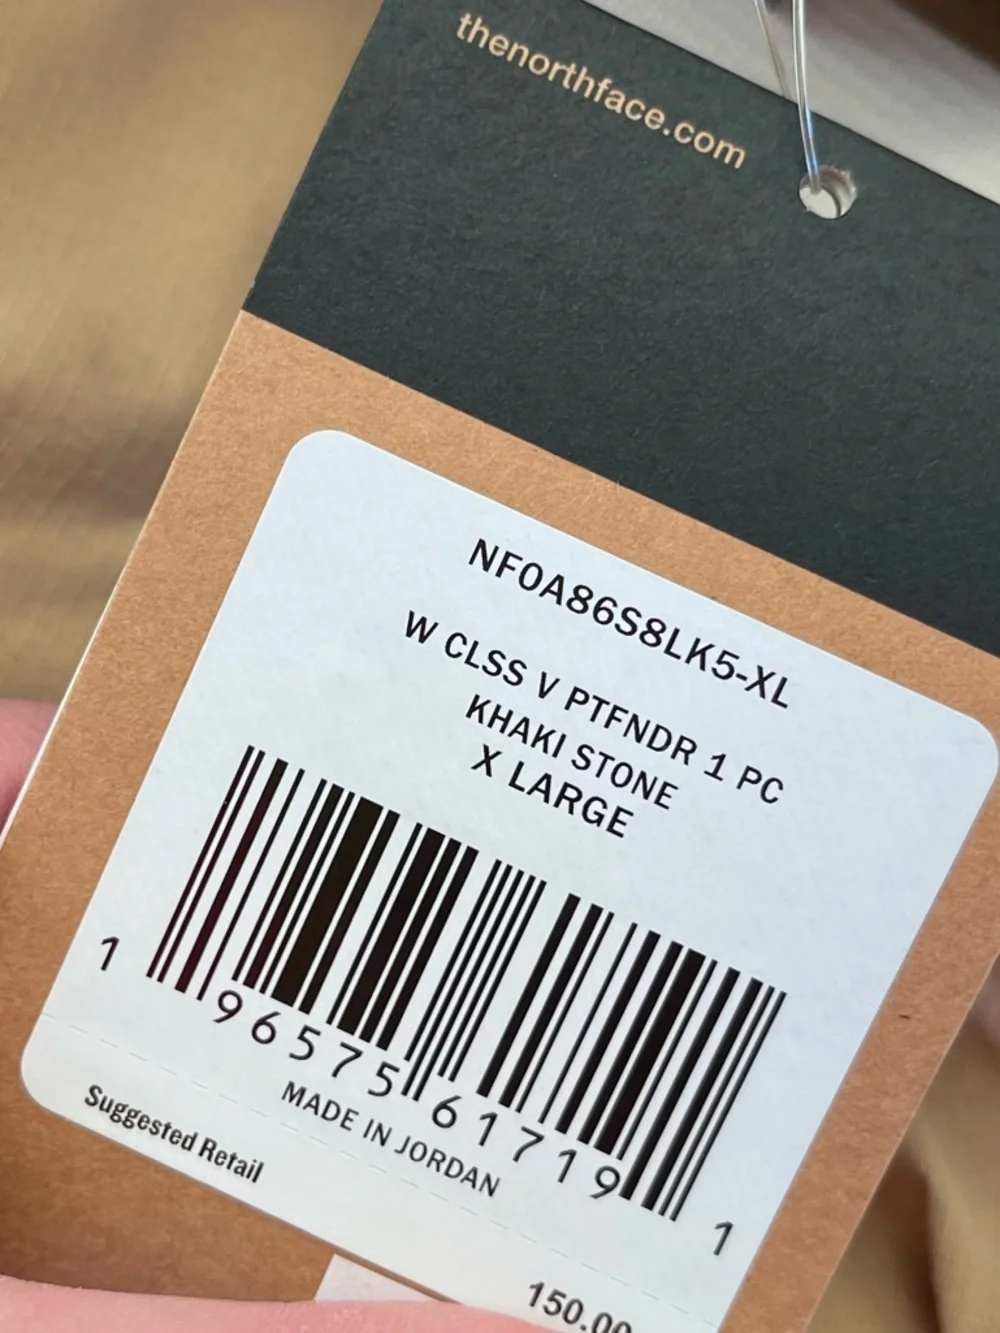 thenorthface.com
NF0A86S8LK5-XL
W CLSS V PTFNDR 1 PC
KHAKI STONE
X LARGE
1 96575 61719 1
MADE IN JORDAN
Suggested Retail
150.00